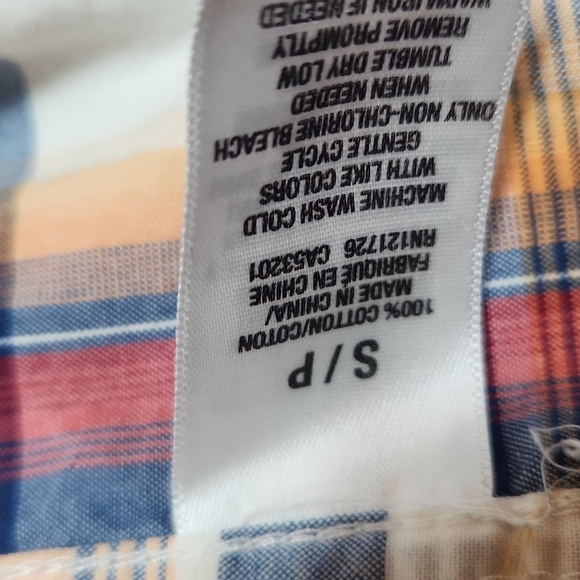 S / P
100% COTTON/COTON
MADE IN CHINA/
FABRIQUÉ EN CHINE
RN121726 CA53201
MACHINE WASH COLD
WITH LIKE COLORS
GENTLE CYCLE
ONLY NON-CHLORINE BLEACH
WHEN NEEDED
TUMBLE DRY LOW
REMOVE PROMPTLY
WARM IRON IF NEEDED